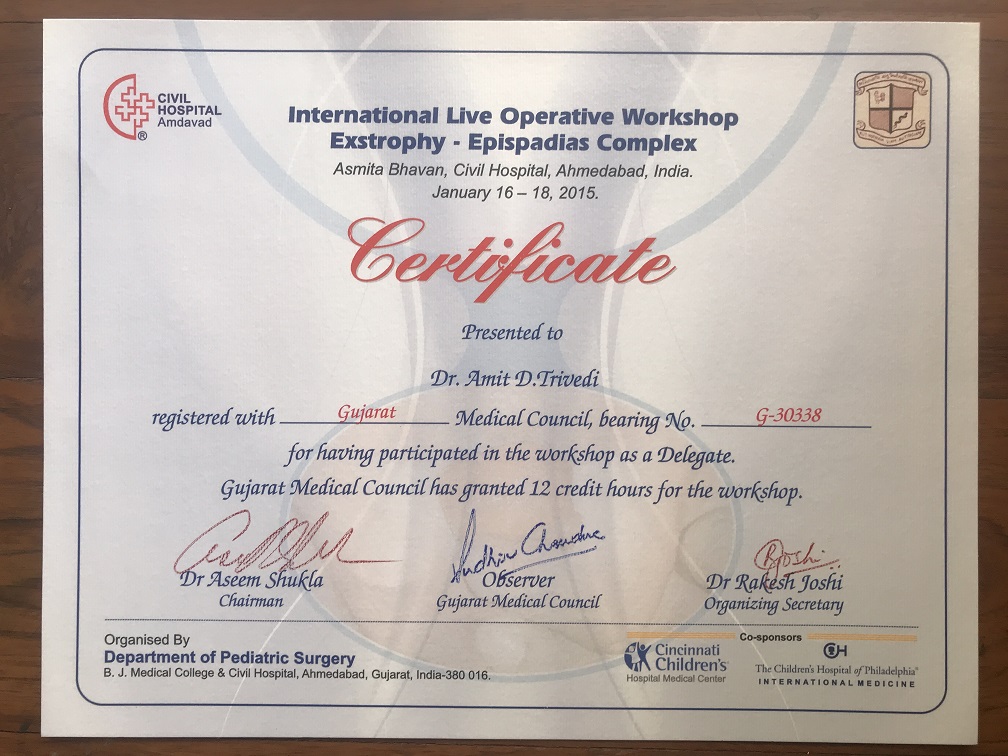 CIVIL
HOSPITAL
Amdavad
®
International Live Operative Workshop
Exstrophy - Epispadias Complex
Asmita Bhavan, Civil Hospital, Ahmedabad, India.
January 16 – 18, 2015.
Certificate
Presented to
Dr. Amit D.Trivedi
registered with Gujarat Medical Council, bearing No. G-30338
for having participated in the workshop as a Delegate.
Gujarat Medical Council has granted 12 credit hours for the workshop.
Dr Aseem Shukla
Chairman
Observer
Gujarat Medical Council
RJoshi
Dr Rakesh Joshi
Organizing Secretary
Organised By
Department of Pediatric Surgery
B. J. Medical College & Civil Hospital, Ahmedabad, Gujarat, India-380 016.
Co-sponsors
Cincinnati
Children's
Hospital Medical Center
The Children's Hospital of Philadelphia®
INTERNATIONAL MEDICINE